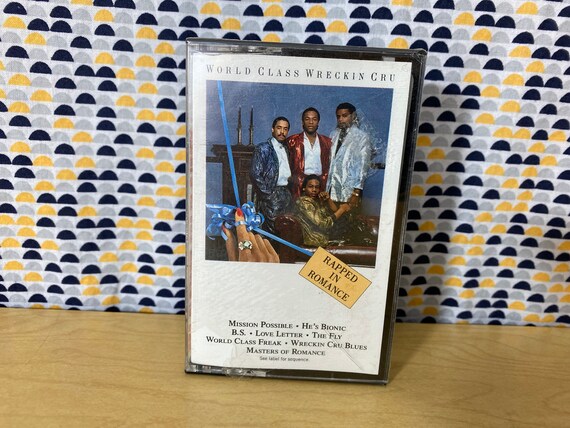 World Class Wreckin Cru
RAPPED
IN
ROMANCE
Mission Possible • He's Bionic
B.S. • Love Letter • The Fly
World Class Freak • Wreckin Cru Blues
Masters of Romance
See label for sequence.